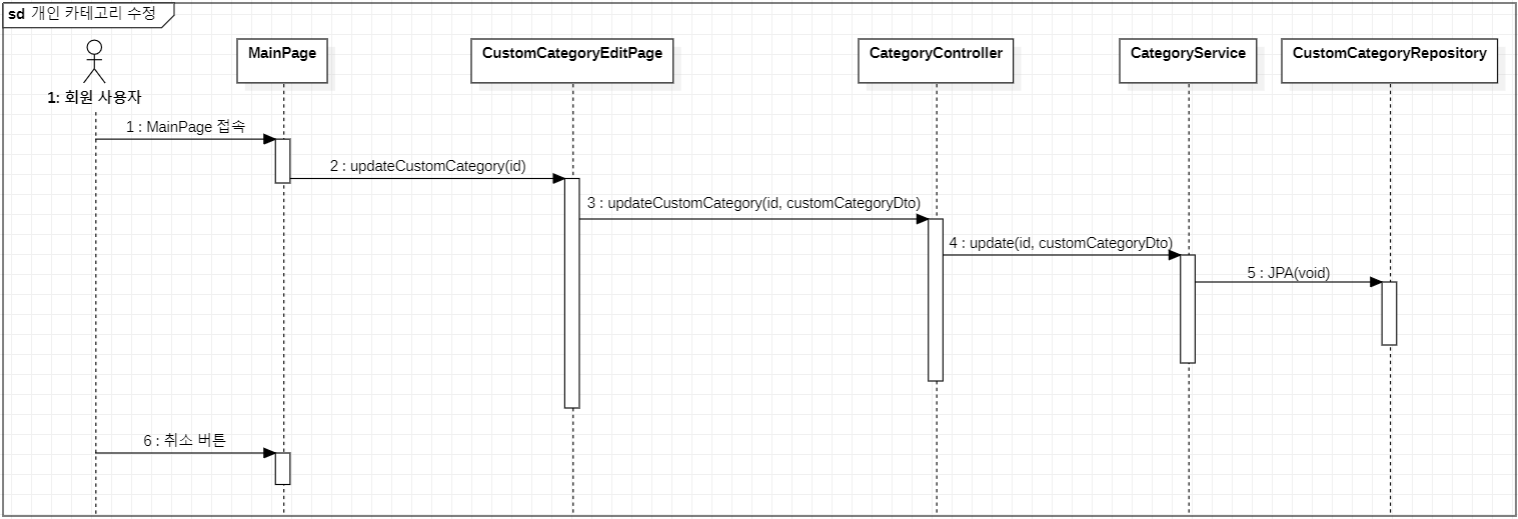 sd 개인 카테고리 수정
MainPage
CustomCategoryEditPage
CategoryController
CategoryService
CustomCategoryRepository
1: 회원 사용자
1 : MainPage 접속
2 : updateCustomCategory(id)
3 : updateCustomCategory(id, customCategoryDto)
4 : update(id, customCategoryDto)
5 : JPA(void)
6 : 취소 버튼